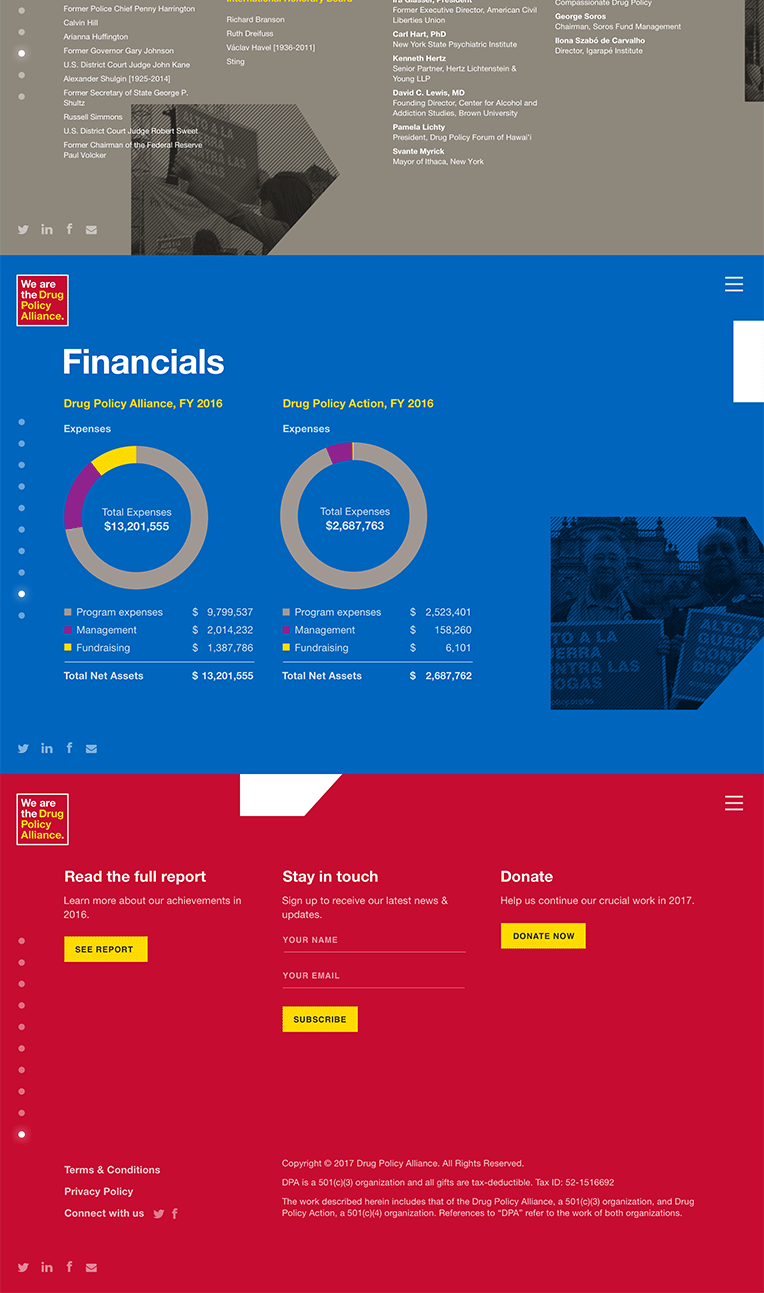 Former Police Chief Penny Harrington
Calvin Hill
Arianna Huffington
Former Governor Gary Johnson
U.S. District Court Judge John Kane
Alexander Shulgin [1925-2014]
Former Secretary of State George P.
Shultz
Russell Simmons
U.S. District Court Judge Robert Sweet
Former Chairman of the Federal Reserve
Paul Volcker
International Honorary Board
Richard Branson
Ruth Dreifuss
Václav Havel [1936-2011]
Sting
Ira Glasser, President
Former Executive Director, American Civil
Liberties Union
Carl Hart, PhD
New York State Psychiatric Institute
Kenneth Hertz
Senior Partner, Hertz Lichtenstein &
Young LLP
David C. Lewis, MD
Founding Director, Center for Alcohol and
Addiction Studies, Brown University
Pamela Lichty
President, Drug Policy Forum of Hawai'i
Svante Myrick
Mayor of Ithaca, New York
Compassionate Drug Policy
George Soros
Chairman, Soros Fund Management
Ilona Szabó de Carvalho
Director, Igarapé Institute
ALTO A LA
GUERRA
CONTRA LAS
DROGAS
We are
the Drug
Policy
Alliance.
Financials
Drug Policy Alliance, FY 2016
Expenses
Total Expenses
$13,201,555
Program expenses $ 9,799,537
Management $ 2,014,232
Fundraising $ 1,387,786
Total Net Assets $ 13,201,555
Drug Policy Action, FY 2016
Expenses
Total Expenses
$2,687,763
Program expenses $ 2,523,401
Management $ 158,260
Fundraising $ 6,101
Total Net Assets $ 2,687,762
ALTO A LA
ERRA
ONTRA LAS
OGAS
ALTO A
GUERR
CONT
DRO
We are
the Drug
Policy
Alliance.
Read the full report
Learn more about our achievements in
2016.
SEE REPORT
Stay in touch
Sign up to receive our latest news &
updates.
YOUR NAME
YOUR EMAIL
SUBSCRIBE
Donate
Help us continue our crucial work in 2017.
DONATE NOW
Terms & Conditions
Privacy Policy
Connect with us
Copyright © 2017 Drug Policy Alliance. All Rights Reserved.
DPA is a 501(c)(3) organization and all gifts are tax-deductible. Tax ID: 52-1516692
The work described herein includes that of the Drug Policy Alliance, a 501(c)(3) organization, and Drug
Policy Action, a 501(c)(4) organization. References to “DPA” refer to the work of both organizations.